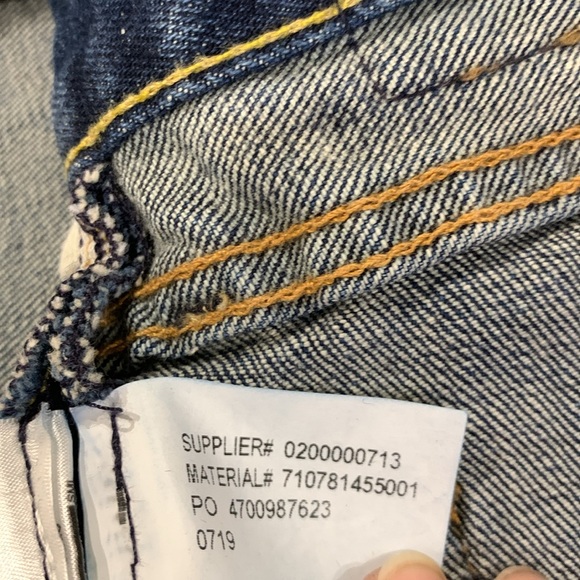 SUPPLIER# 0200000713
MATERIAL# 710781455001
PO 4700987623
0719